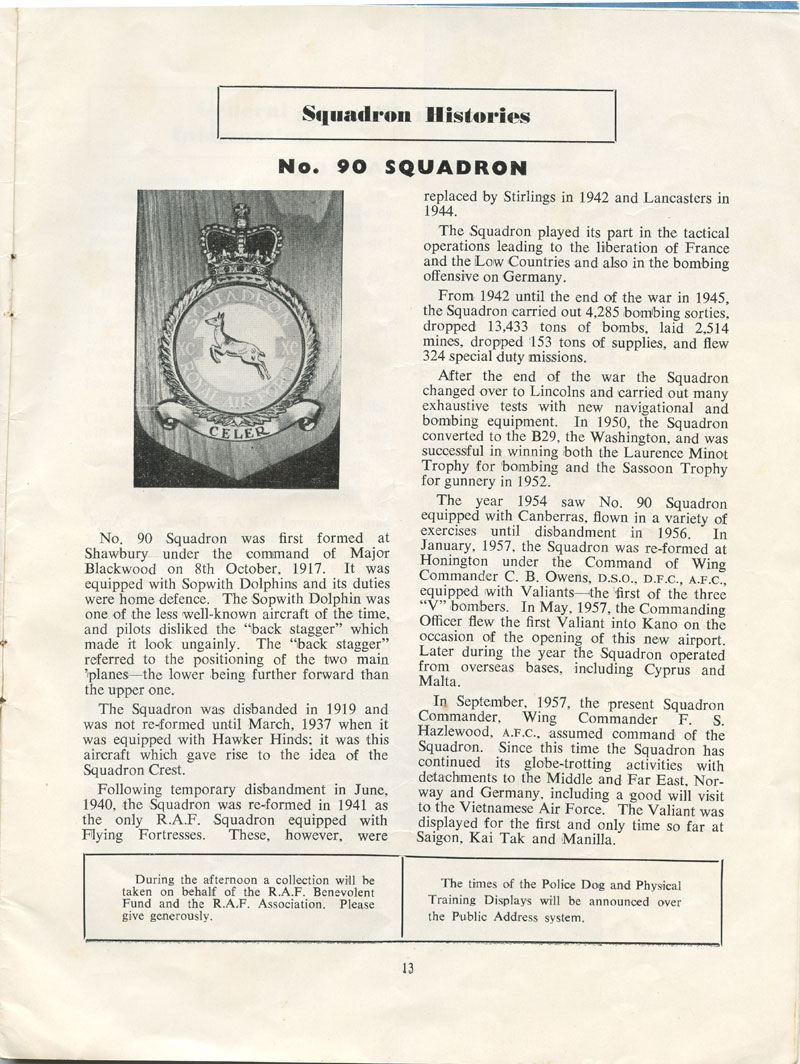 Squadron Histories
No. 90 SQUADRON
SQUADRON
XC
XC
ROYAL AIR FORCE
CELER
No. 90 Squadron was first formed at
Shawbury under the command of Major
Blackwood on 8th October, 1917. It was
equipped with Sopwith Dolphins and its duties
were home defence. The Sopwith Dolphin was
one of the less well-known aircraft of the time,
and pilots disliked the “back stagger” which
made it look ungainly. The “back stagger”
referred to the positioning of the two main
'planes—the lower being further forward than
the upper one.
The Squadron was disbanded in 1919 and
was not re-formed until March, 1937 when it
was equipped with Hawker Hinds; it was this
aircraft which gave rise to the idea of the
Squadron Crest.
Following temporary disbandment in June,
1940, the Squadron was re-formed in 1941 as
the only R.A.F. Squadron equipped with
Flying Fortresses. These, however, were
replaced by Stirlings in 1942 and Lancasters in
1944.
The Squadron played its part in the tactical
operations leading to the liberation of France
and the Low Countries and also in the bombing
offensive on Germany.
From 1942 until the end of the war in 1945,
the Squadron carried out 4,285 bombing sorties,
dropped 13,433 tons of bombs, laid 2,514
mines, dropped 153 tons of supplies, and flew
324 special duty missions.
After the end of the war the Squadron
changed over to Lincolns and carried out many
exhaustive tests with new navigational and
bombing equipment. In 1950, the Squadron
converted to the B29, the Washington, and was
successful in winning both the Laurence Minot
Trophy for bombing and the Sassoon Trophy
for gunnery in 1952.
The year 1954 saw No. 90 Squadron
equipped with Canberras, flown in a variety of
exercises until disbandment in 1956. In
January, 1957, the Squadron was re-formed at
Honington under the Command of Wing
Commander C. B. Owens, D.S.O., D.F.C., A.F.C.,
equipped with Valiants—the first of the three
“V” bombers. In May, 1957, the Commanding
Officer flew the first Valiant into Kano on the
occasion of the opening of this new airport.
Later during the year the Squadron operated
from overseas bases, including Cyprus and
Malta.
In September, 1957, the present Squadron
Commander, Wing Commander F. S.
Hazlewood, A.F.C., assumed command of the
Squadron. Since this time the Squadron has
continued its globe-trotting activities with
detachments to the Middle and Far East, Nor-
way and Germany, including a good will visit
to the Vietnamese Air Force. The Valiant was
displayed for the first and only time so far at
Saigon, Kai Tak and Manilla.
During the afternoon a collection will be
taken on behalf of the R.A.F. Benevolent
Fund and the R.A.F. Association. Please
give generously.
The times of the Police Dog and Physical
Training Displays will be announced over
the Public Address system.
13